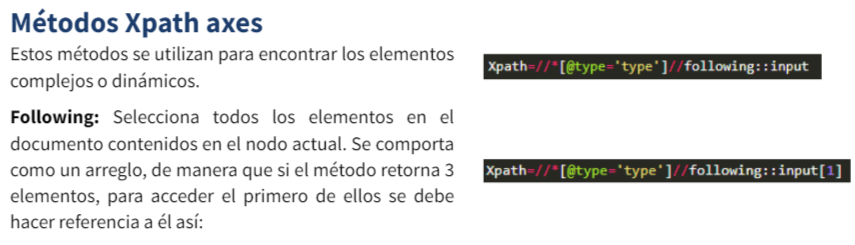 Métodos Xpath axes
Estos métodos se utilizan para encontrar los elementos
complejos o dinámicos.
Xpath=//*[@type='type']//following::input
Following: Selecciona todos los elementos en el
documento contenidos en el nodo actual. Se comporta
como un arreglo, de manera que si el método retorna 3
elementos, para acceder el primero de ellos se debe
hacer referencia a él así:
Xpath=//*[@type='type']//following::input[1]